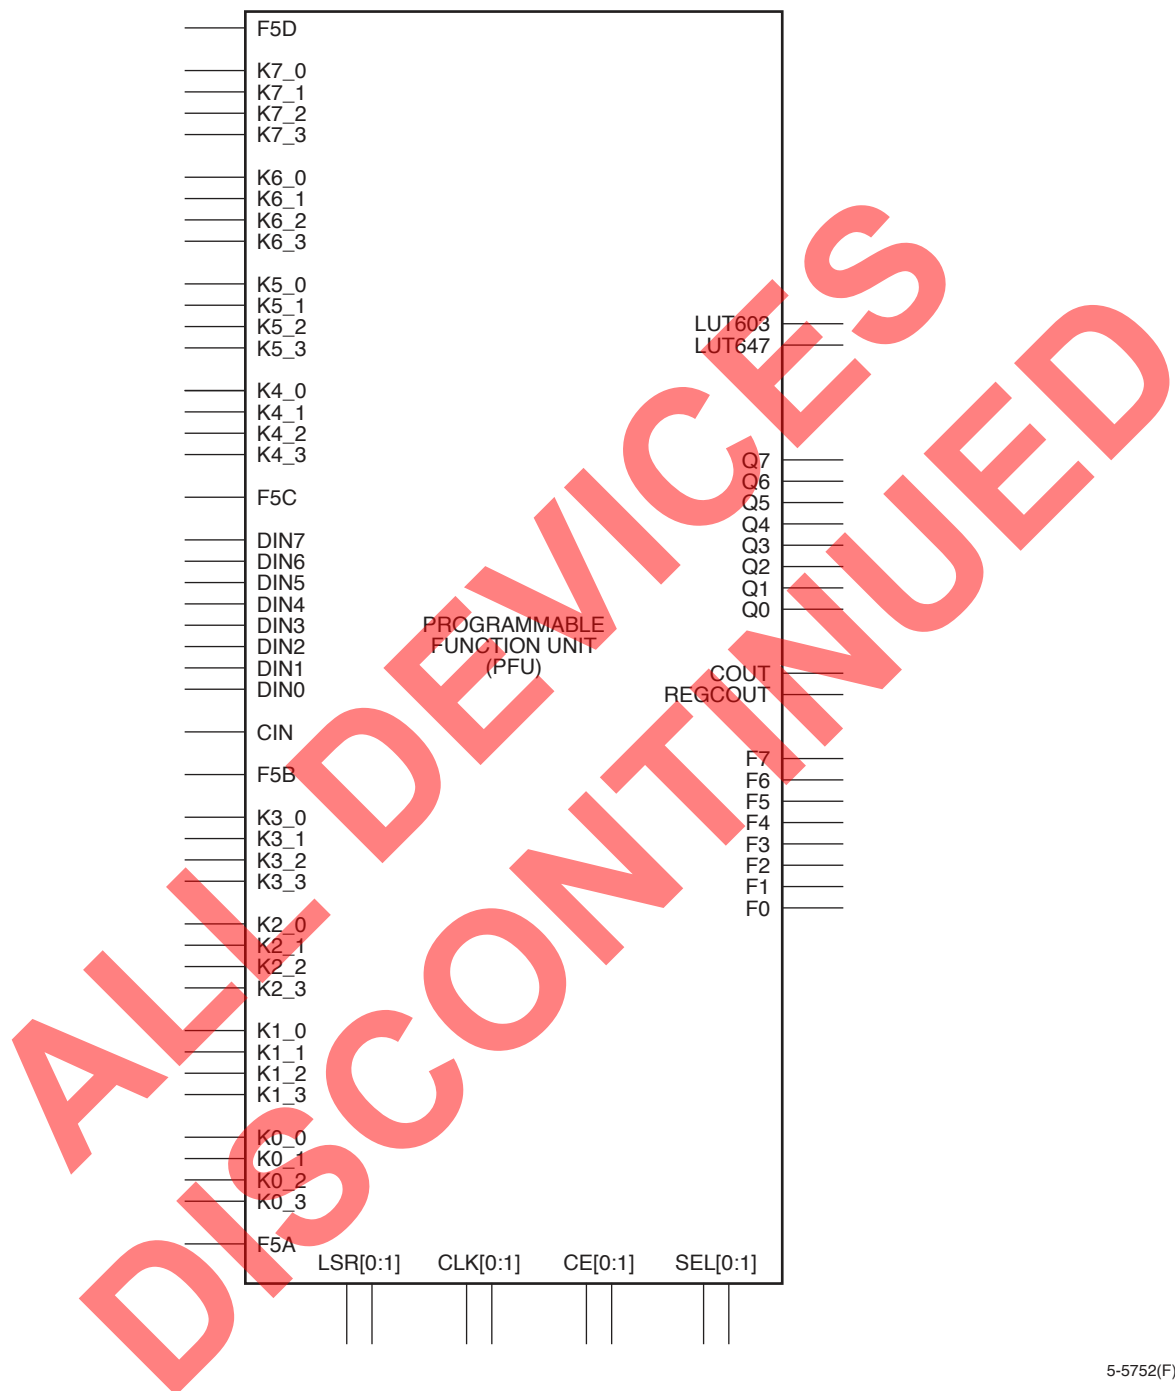 F5D
K7_0
K7_1
K7_2
K7_3
K6_0
K6_1
K6_2
K6_3
K5_0
K5_1
K5_2
K5_3
K4_0
K4_1
K4_2
K4_3
F5C
DIN7
DIN6
DIN5
DIN4
DIN3
DIN2
DIN1
DIN0
CIN
F5B
K3_0
K3_1
K3_2
K3_3
K2_0
K2_1
K2_2
K2_3
K1_0
K1_1
K1_2
K1_3
K0_0
K0_1
K0_2
K0_3
F5A
PROGRAMMABLE
FUNCTION UNIT
(PFU)
LUT603
LUT647
Q7
Q6
Q5
Q4
Q3
Q2
Q1
Q0
COUT
REGCOUT
F7
F6
F5
F4
F3
F2
F1
F0
LSR[0:1] CLK[0:1] CE[0:1] SEL[0:1]
5-5752(F)
ALL DEVICES
DISCONTINUED